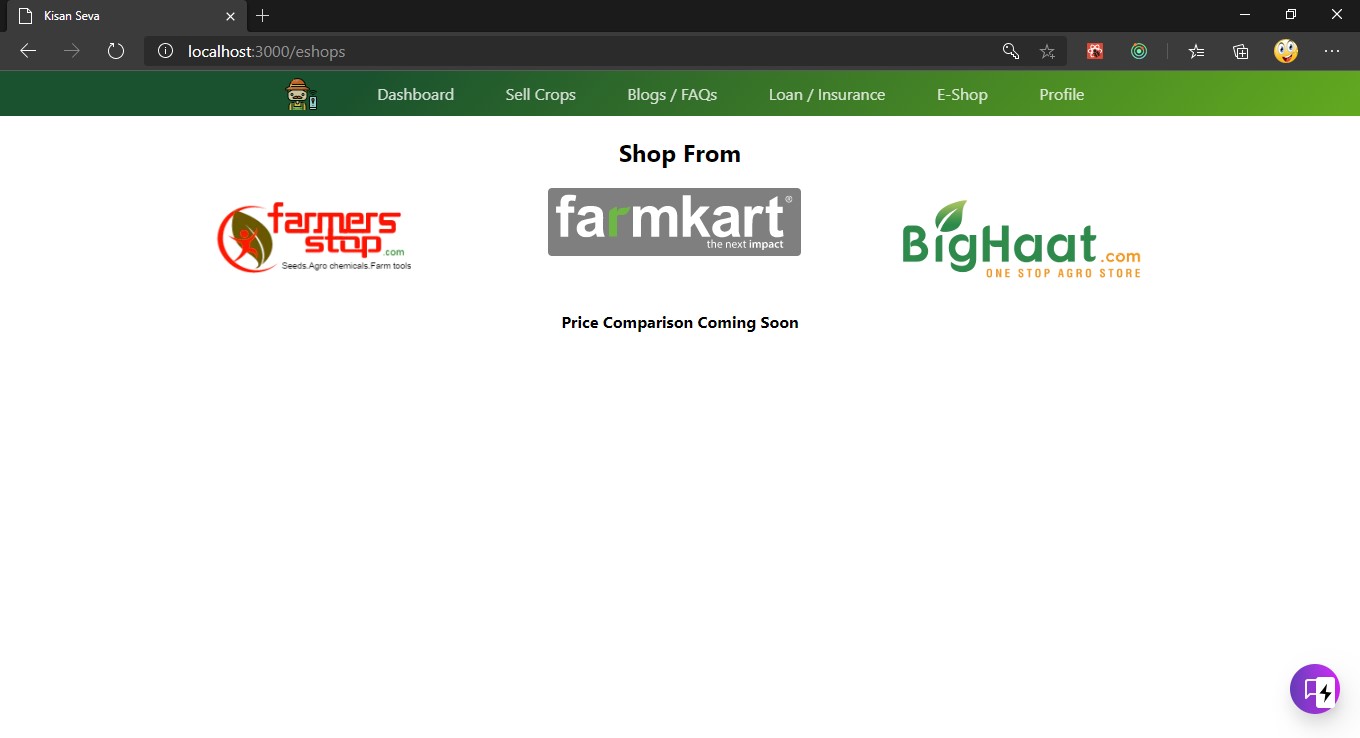 Kisan Seva
localhost:3000/eshops
Dashboard Sell Crops Blogs / FAQs Loan / Insurance E-Shop Profile
Shop From
farmers
stop.com
Seeds.Agro chemicals.Farm tools
farmkart®
the next impact
BigHaat.com
ONE STOP AGRO STORE
Price Comparison Coming Soon